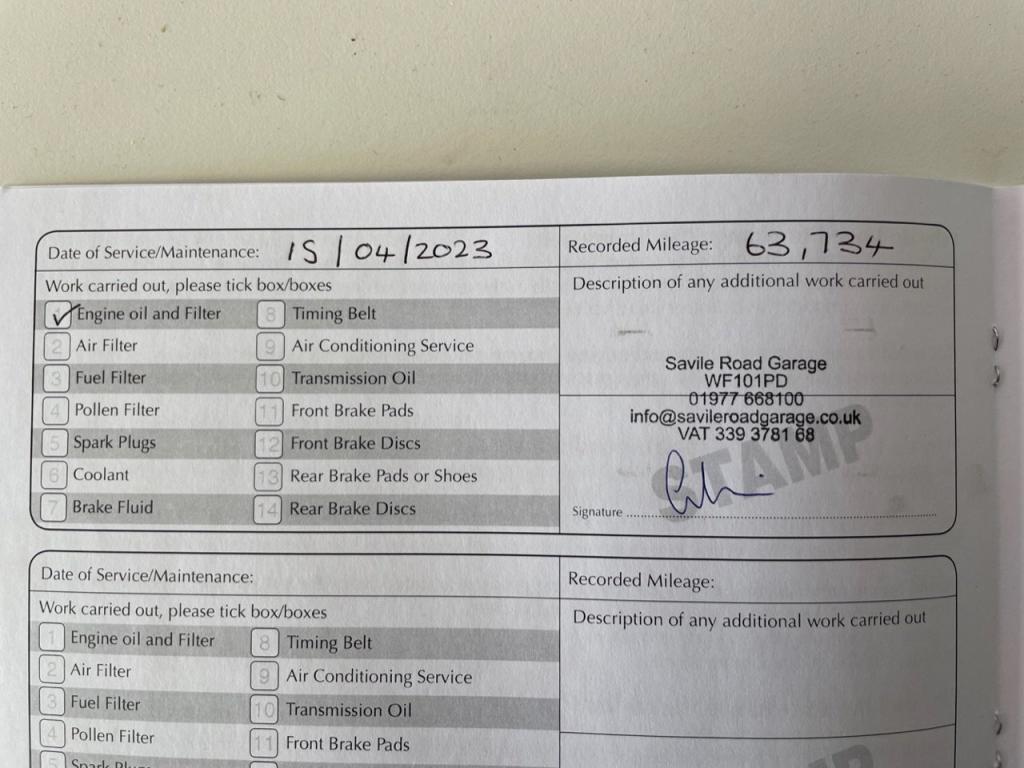 Date of Service/Maintenance: 15/04/2023
Recorded Mileage: 63,734
Work carried out, please tick box/boxes
Description of any additional work carried out
1 Engine oil and Filter 8 Timing Belt
2 Air Filter 9 Air Conditioning Service
3 Fuel Filter 10 Transmission Oil
4 Pollen Filter 11 Front Brake Pads
5 Spark Plugs 12 Front Brake Discs
6 Coolant 13 Rear Brake Pads or Shoes
7 Brake Fluid 14 Rear Brake Discs
Savile Road Garage
WF101PD
01977 668100
info@savileroadgarage.co.uk
VAT 339 3781 68
STAMP
Signature
Date of Service/Maintenance:
Recorded Mileage:
Work carried out, please tick box/boxes
Description of any additional work carried out
1 Engine oil and Filter 8 Timing Belt
2 Air Filter 9 Air Conditioning Service
3 Fuel Filter 10 Transmission Oil
4 Pollen Filter 11 Front Brake Pads
5 Spark